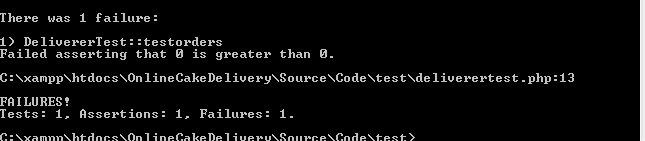 There was 1 failure:
1) DelivererTest::testorders
Failed asserting that 0 is greater than 0.
C:\xampp\htdocs\OnlineCakeDelivery\Source\Code\test\deliverertest.php:13
FAILURES!
Tests: 1, Assertions: 1, Failures: 1.
C:\xampp\htdocs\OnlineCakeDelivery\Source\Code\test>